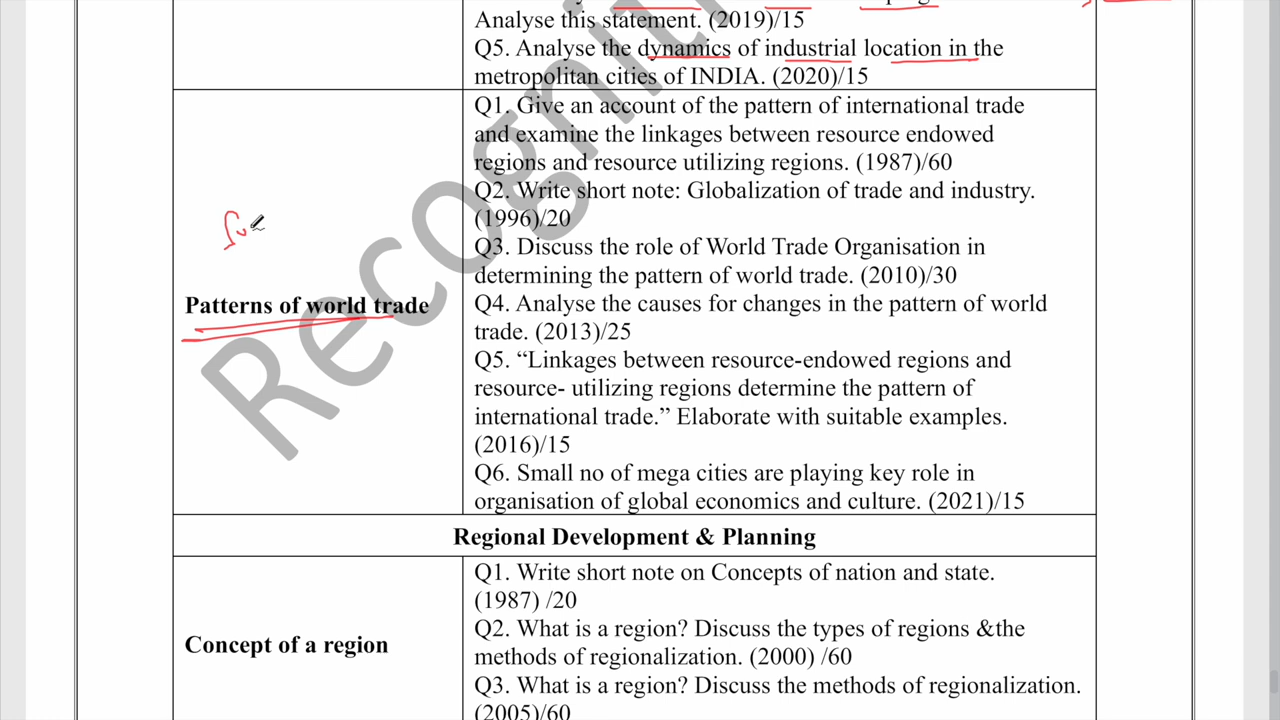 Analyse this statement. (2019)/15
Q5. Analyse the dynamics of industrial location in the
metropolitan cities of INDIA. (2020)/15
Patterns of world trade
Q1. Give an account of the pattern of international trade
and examine the linkages between resource endowed
regions and resource utilizing regions. (1987)/60
Q2. Write short note: Globalization of trade and industry.
(1996)/20
Q3. Discuss the role of World Trade Organisation in
determining the pattern of world trade. (2010)/30
Q4. Analyse the causes for changes in the pattern of world
trade. (2013)/25
Q5. “Linkages between resource-endowed regions and
resource- utilizing regions determine the pattern of
international trade.” Elaborate with suitable examples.
(2016)/15
Q6. Small no of mega cities are playing key role in
organisation of global economics and culture. (2021)/15
Regional Development & Planning
Concept of a region
Q1. Write short note on Concepts of nation and state.
(1987) /20
Q2. What is a region? Discuss the types of regions &the
methods of regionalization. (2000) /60
Q3. What is a region? Discuss the methods of regionalization.
(2005)/60